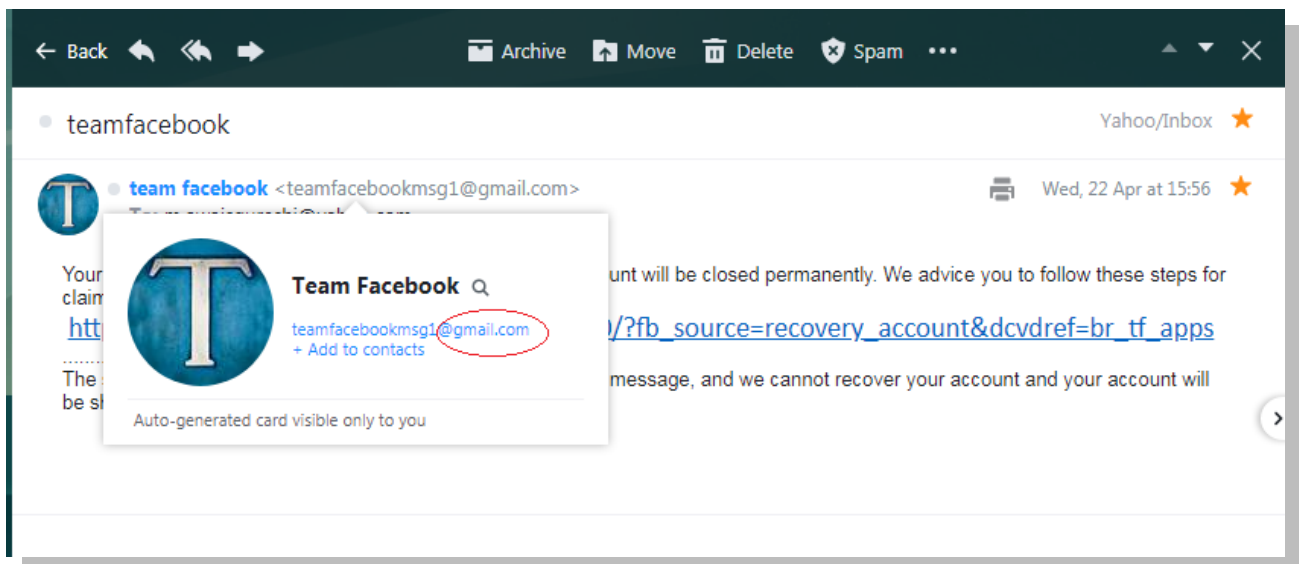 Back
Archive
Move
Delete
Spam
teamfacebook
Yahoo/Inbox
T
team facebook <teamfacebookmsg1@gmail.com>
Wed, 22 Apr at 15:56
T
Team Facebook
teamfacebookmsg1@gmail.com
+ Add to contacts
Auto-generated card visible only to you
Your unt will be closed permanently. We advice you to follow these steps for
claim
htt /?fb_source=recovery_account&dcvdref=br_tf_apps
The message, and we cannot recover your account and your account will
be sh